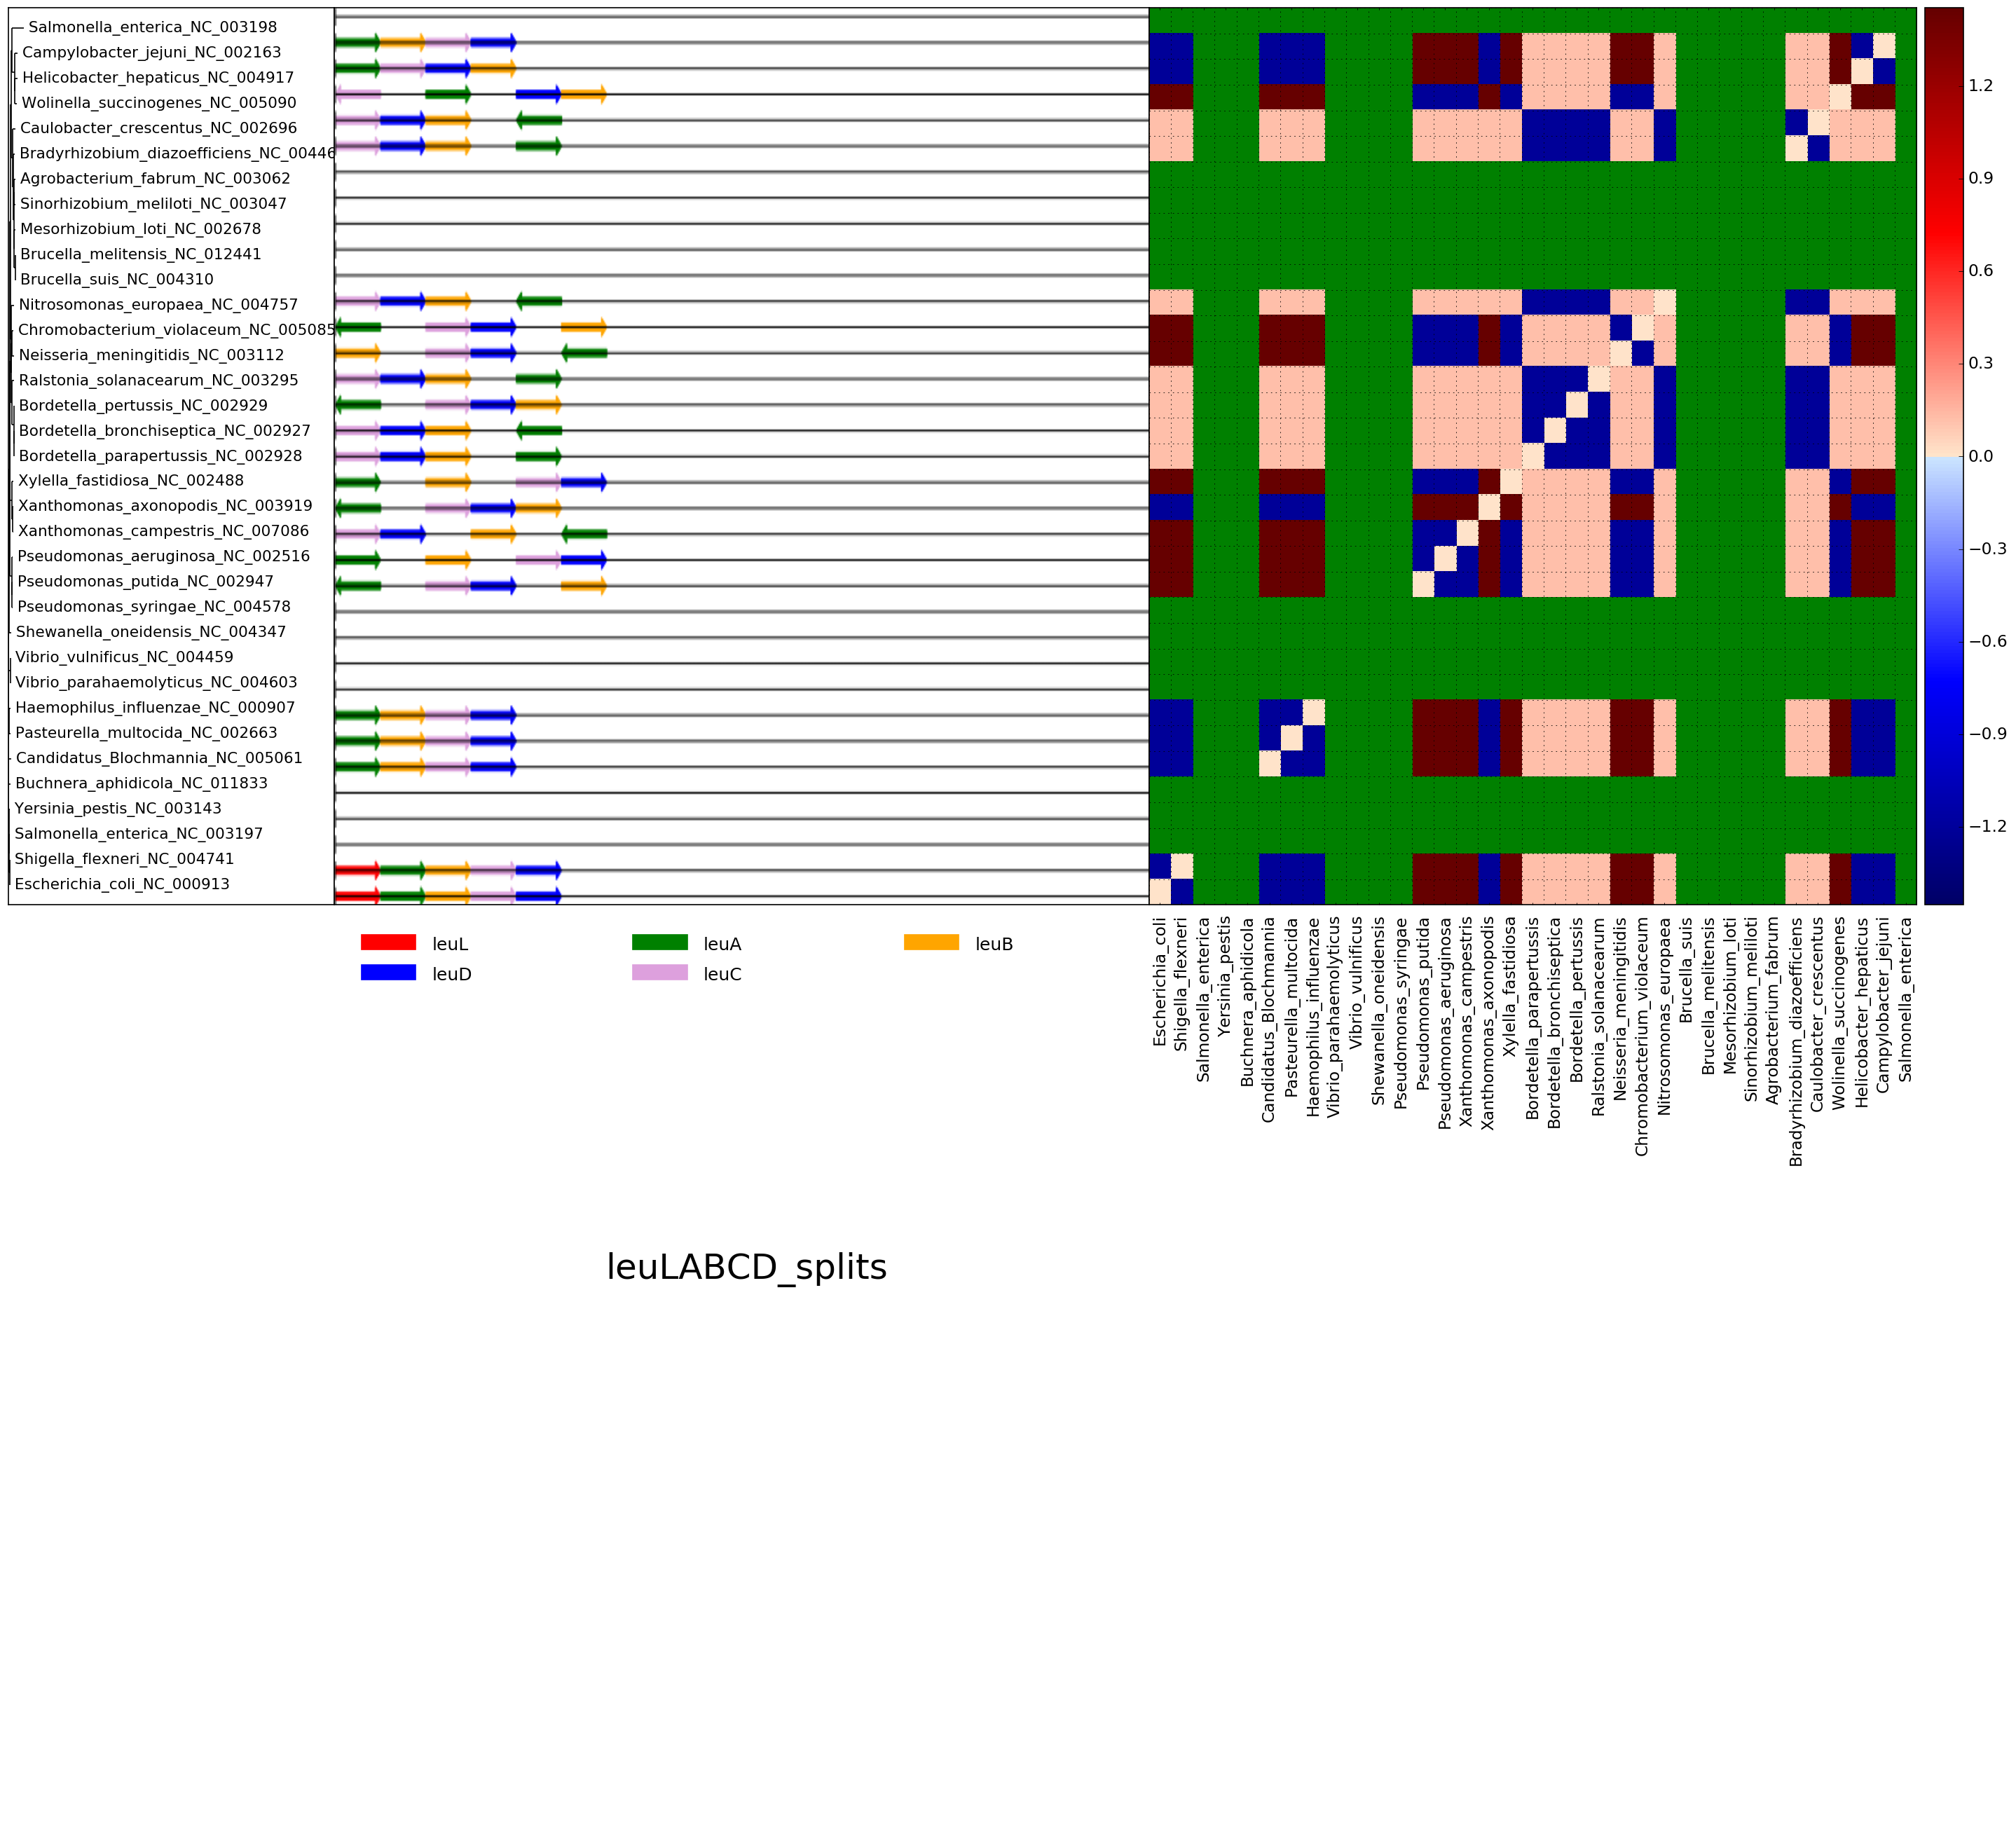 Salmonella_enterica_NC_003198
Campylobacter_jejuni_NC_002163
Helicobacter_hepaticus_NC_004917
Wolinella_succinogenes_NC_005090
Caulobacter_crescentus_NC_002696
Bradyrhizobium_diazoefficiens_NC_00446
Agrobacterium_fabrum_NC_003062
Sinorhizobium_meliloti_NC_003047
Mesorhizobium_loti_NC_002678
Brucella_melitensis_NC_012441
Brucella_suis_NC_004310
Nitrosomonas_europaea_NC_004757
Chromobacterium_violaceum_NC_005085
Neisseria_meningitidis_NC_003112
Ralstonia_solanacearum_NC_003295
Bordetella_pertussis_NC_002929
Bordetella_bronchiseptica_NC_002927
Bordetella_parapertussis_NC_002928
Xylella_fastidiosa_NC_002488
Xanthomonas_axonopodis_NC_003919
Xanthomonas_campestris_NC_007086
Pseudomonas_aeruginosa_NC_002516
Pseudomonas_putida_NC_002947
Pseudomonas_syringae_NC_004578
Shewanella_oneidensis_NC_004347
Vibrio_vulnificus_NC_004459
Vibrio_parahaemolyticus_NC_004603
Haemophilus_influenzae_NC_000907
Pasteurella_multocida_NC_002663
Candidatus_Blochmannia_NC_005061
Buchnera_aphidicola_NC_011833
Yersinia_pestis_NC_003143
Salmonella_enterica_NC_003197
Shigella_flexneri_NC_004741
Escherichia_coli_NC_000913
1.2
0.9
0.6
0.3
0.0
−0.3
−0.6
−0.9
−1.2
Escherichia_coli
Shigella_flexneri
Salmonella_enterica
Yersinia_pestis
Buchnera_aphidicola
Candidatus_Blochmannia
Pasteurella_multocida
Haemophilus_influenzae
Vibrio_parahaemolyticus
Vibrio_vulnificus
Shewanella_oneidensis
Pseudomonas_syringae
Pseudomonas_putida
Pseudomonas_aeruginosa
Xanthomonas_campestris
Xanthomonas_axonopodis
Xylella_fastidiosa
Bordetella_parapertussis
Bordetella_bronchiseptica
Bordetella_pertussis
Ralstonia_solanacearum
Neisseria_meningitidis
Chromobacterium_violaceum
Nitrosomonas_europaea
Brucella_suis
Brucella_melitensis
Mesorhizobium_loti
Sinorhizobium_meliloti
Agrobacterium_fabrum
Bradyrhizobium_diazoefficiens
Caulobacter_crescentus
Wolinella_succinogenes
Helicobacter_hepaticus
Campylobacter_jejuni
Salmonella_enterica
leuL leuA leuB
leuD leuC
leuLABCD_splits